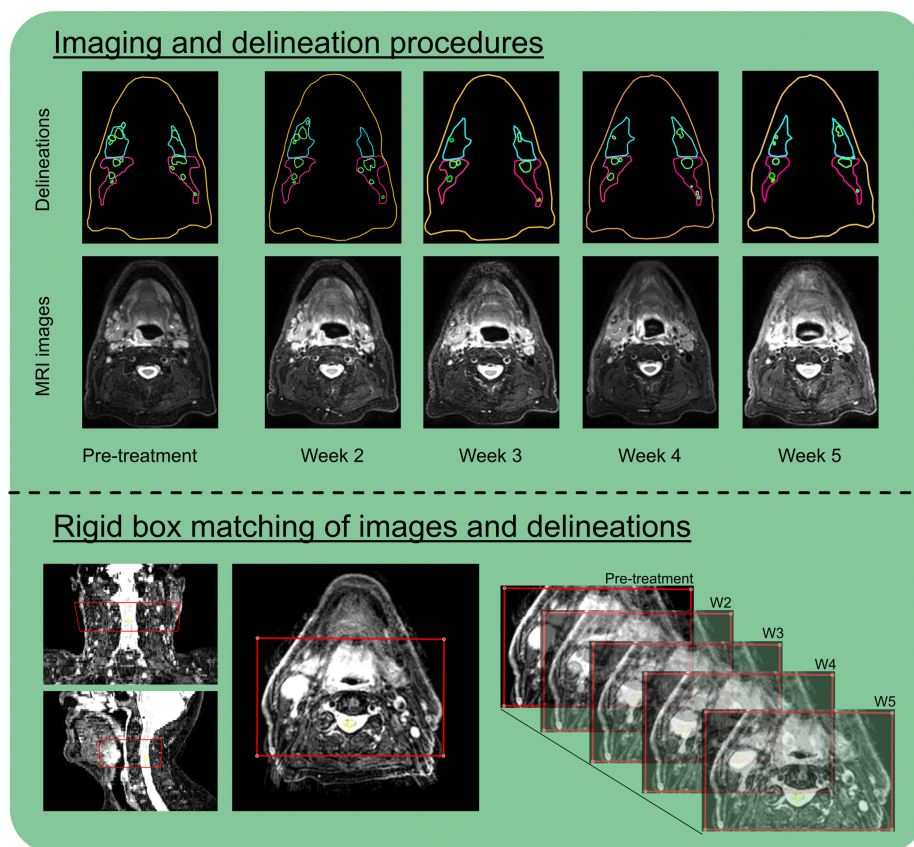 Imaging and delineation procedures
Delineations
MRI images
Pre-treatment
Week 2
Week 3
Week 4
Week 5
Rigid box matching of images and delineations
Pre-treatment
W2
W3
W4
W5